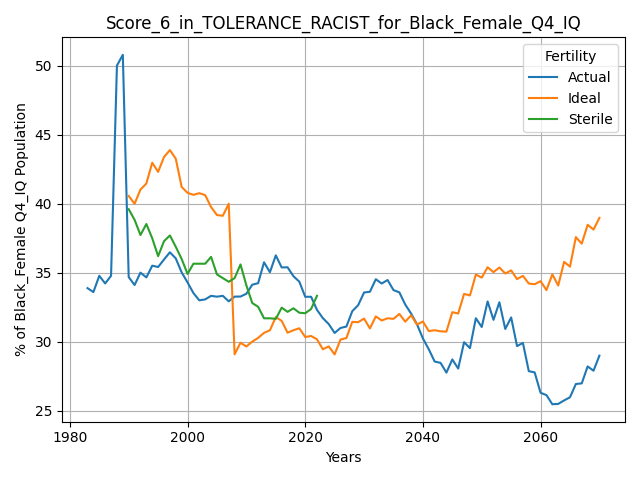 Score_6_in_TOLERANCE_RACIST_for_Black_Female_Q4_IQ
% of Black_Female Q4_IQ Population
50
45
40
35
30
25
Fertility
Actual
Ideal
Sterile
1980
2000
2020
2040
2060
Years